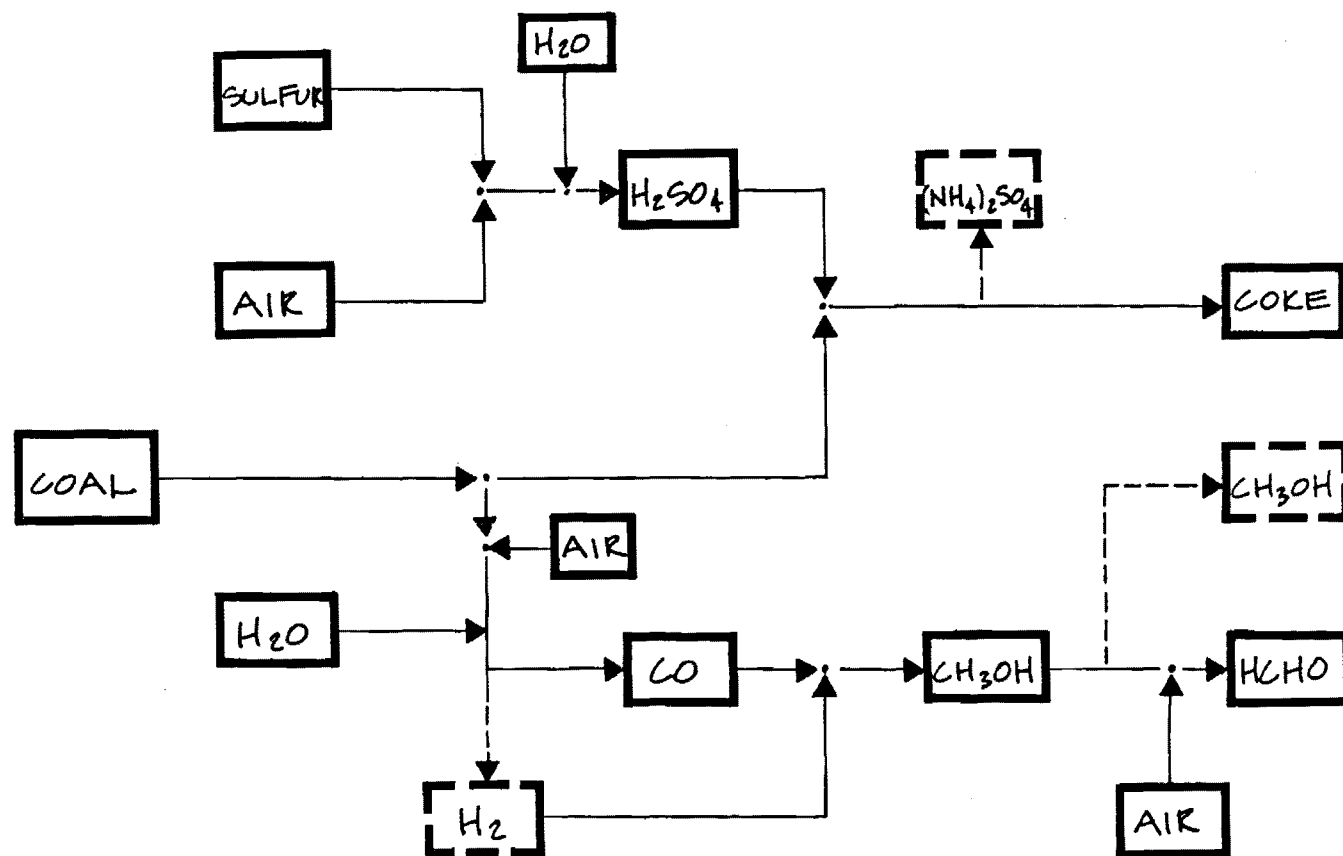 H₂O
SULFUR
H₂SO₄
(NH₄)₂SO₄
AIR
COKE
COAL
CH₃OH
AIR
H₂O
CO
CH₃OH
HCHO
H₂
AIR